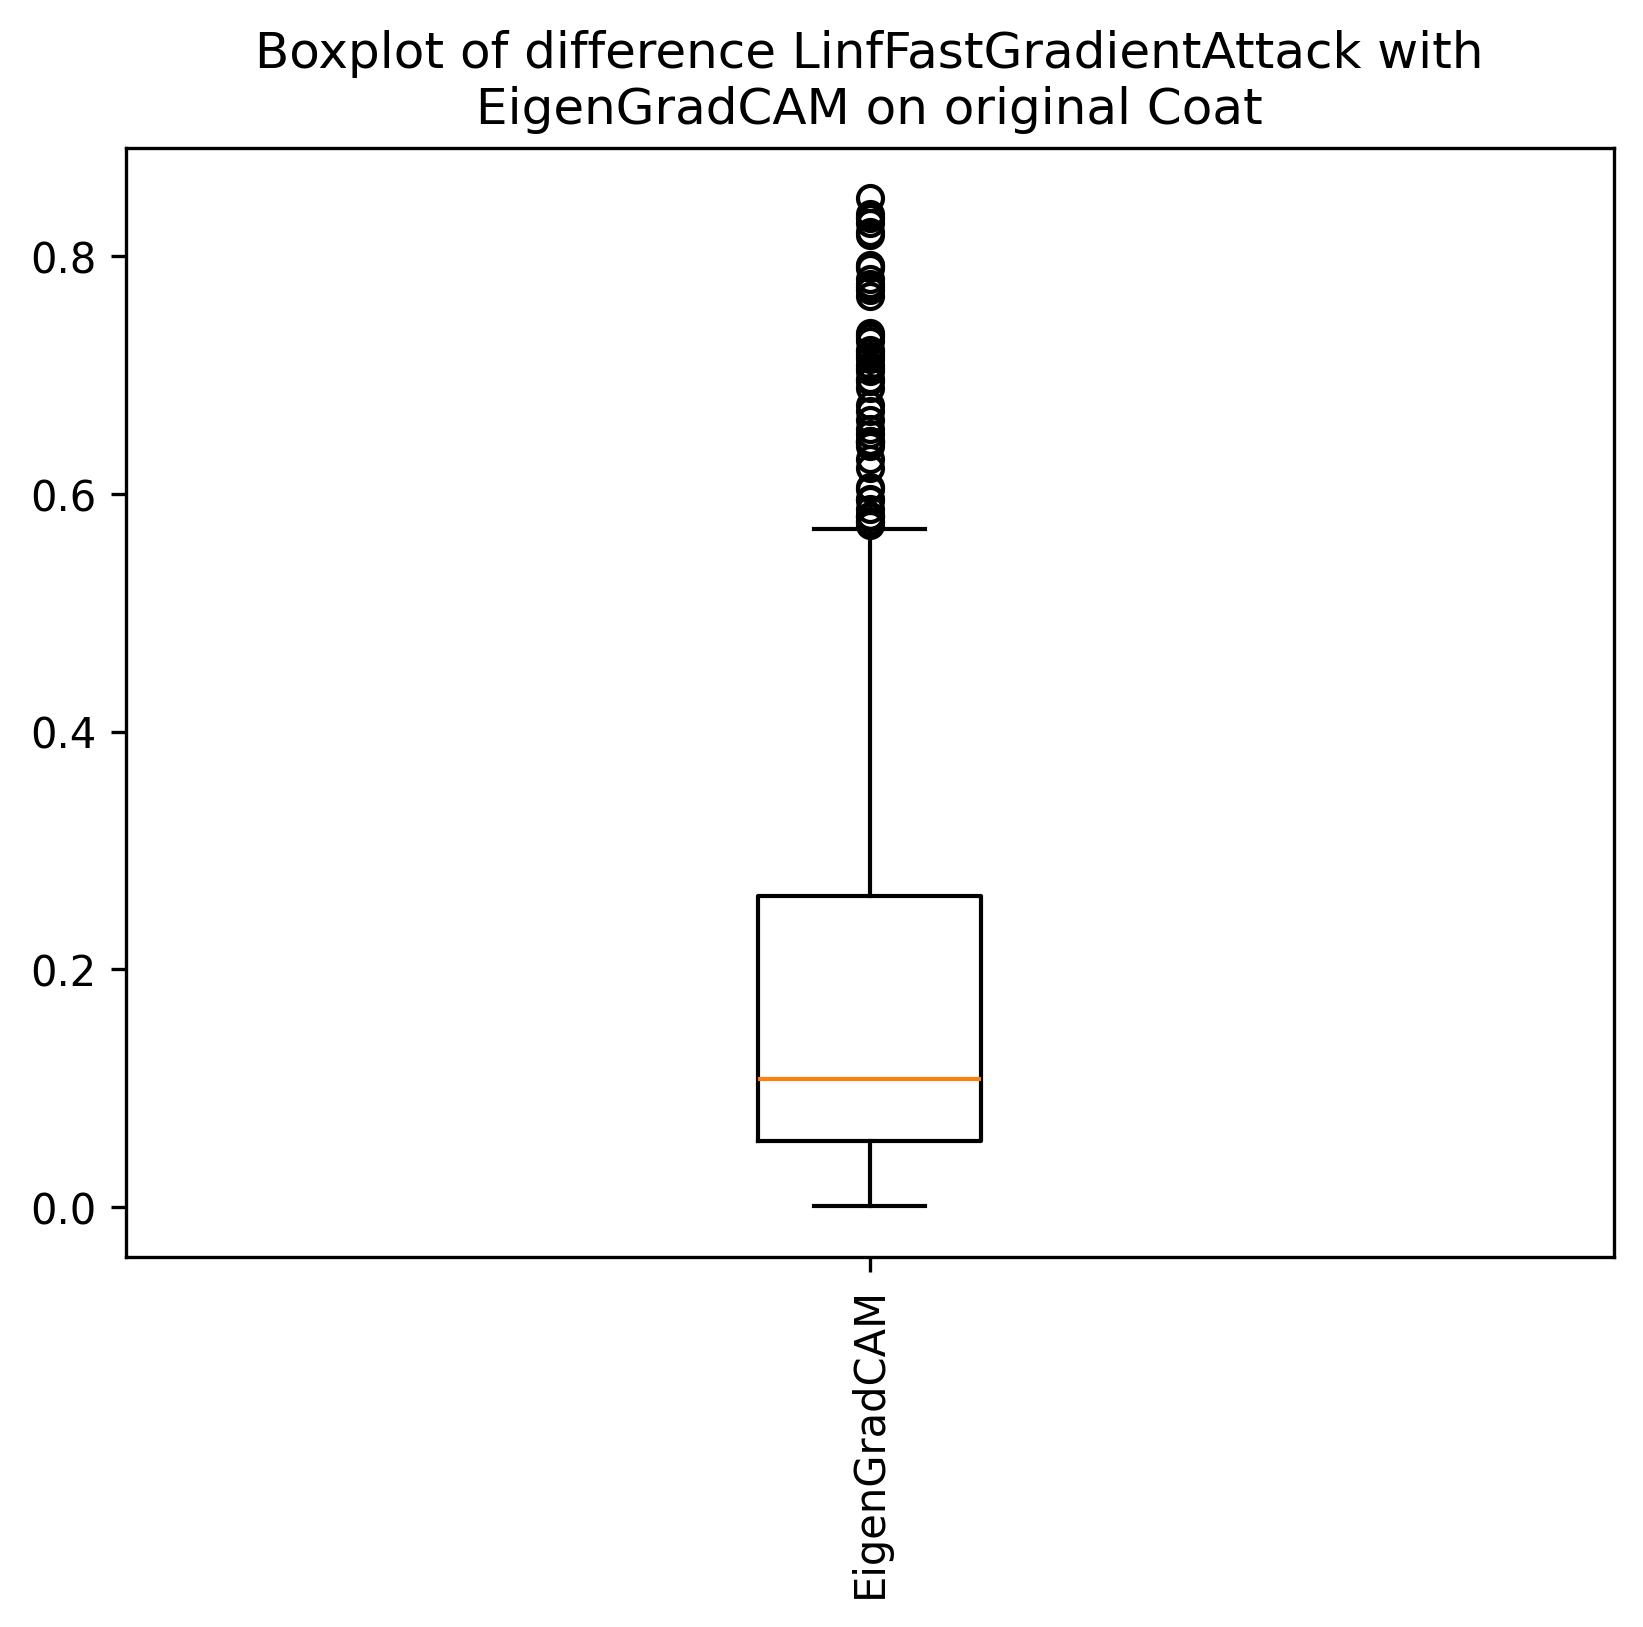 Boxplot of difference LinfFastGradientAttack with
EigenGradCAM on original Coat
0.8
0.6
0.4
0.2
0.0
EigenGradCAM